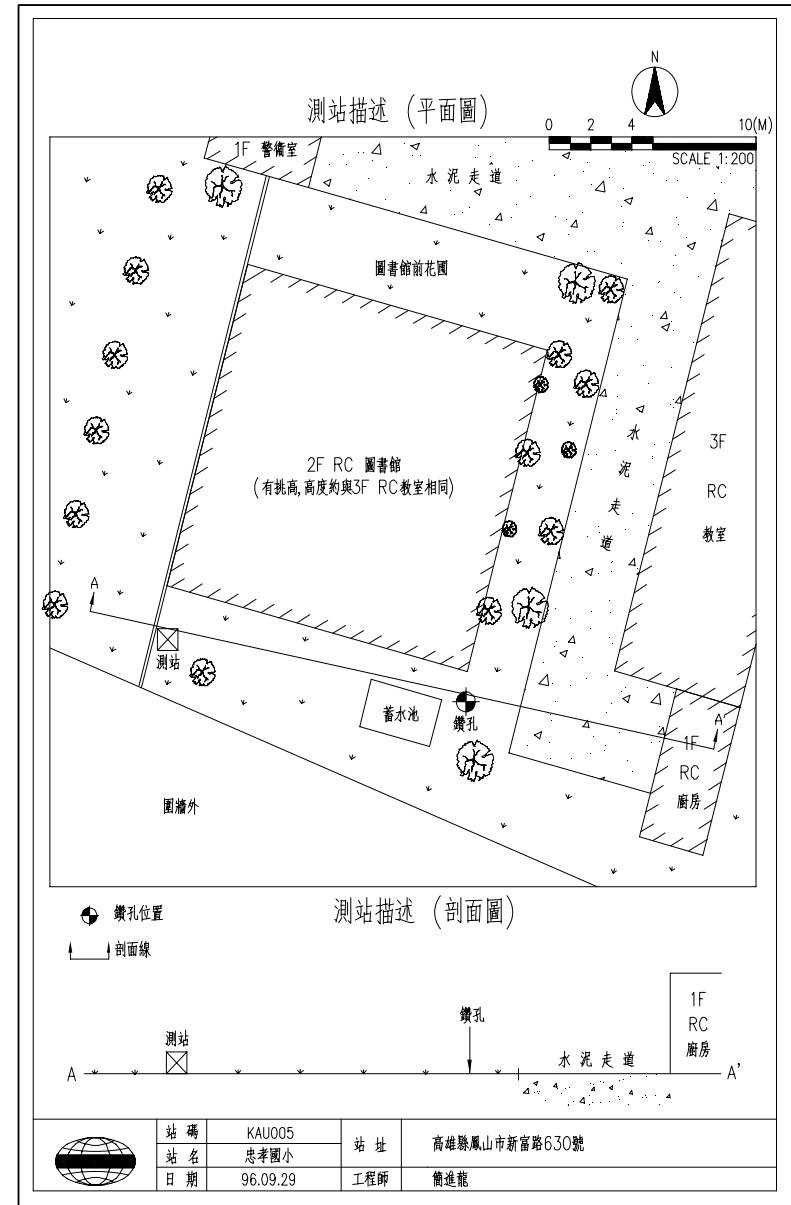 N
測站描述 (平面圖)
0 2 4 10(M)
SCALE 1:200
1F 警衛室
水泥走道
圖書館前花園
2F RC 圖書館
(有挑高,高度約與3F RC教室相同)
水泥走道
3F
RC
教室
A
測站
蓄水池
鑽孔
A'
1F
RC
廚房
圍牆外
測站描述 (剖面圖)
鑽孔位置
剖面線
鑽孔
測站
水泥走道
1F
RC
廚房
A
A'
站碼 KAU005
站名 忠孝國小
日期 96.09.29
站址 高雄縣鳳山市新富路630號
工程師 簡進龍